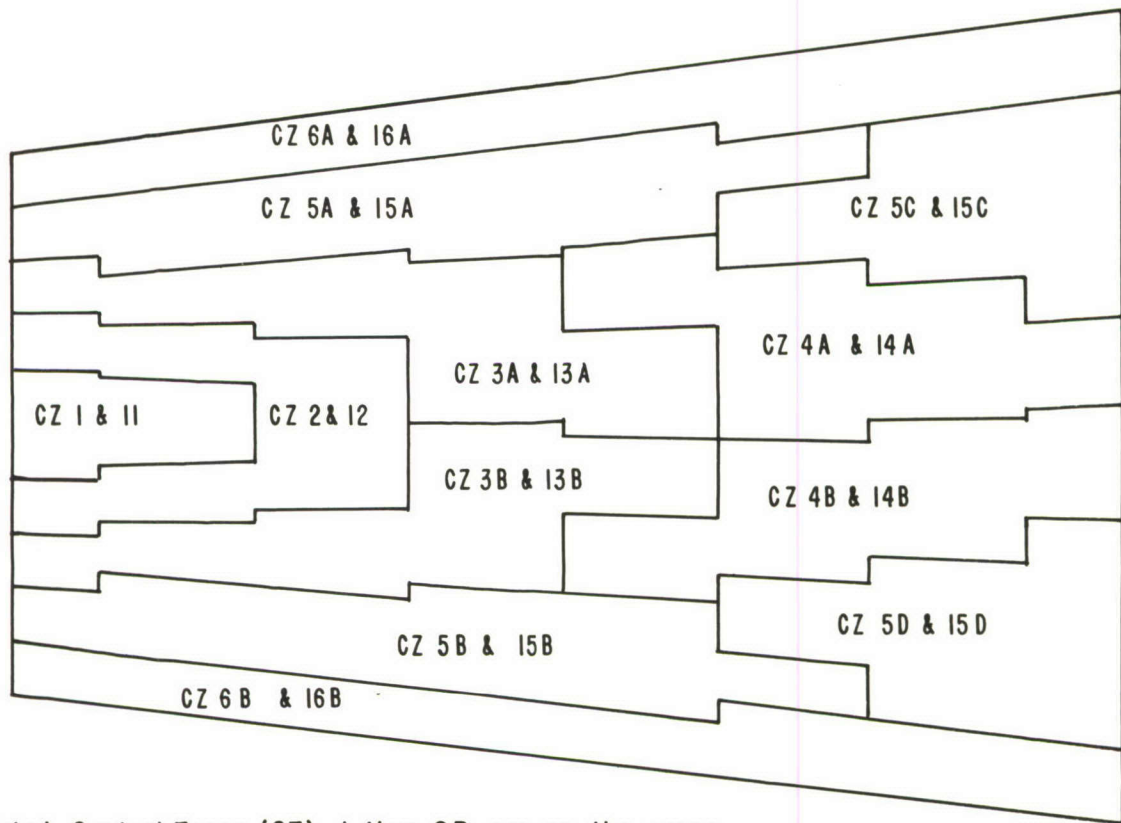 CZ 6A & 16A
CZ 5A & 15A
CZ 5C & 15C
CZ 4A & 14A
CZ 3A & 13A
CZ 1 & 11
CZ 2 & 12
CZ 3B & 13B
CZ 4B & 14B
CZ 5D & 15D
CZ 5B & 15B
CZ 6B & 16B